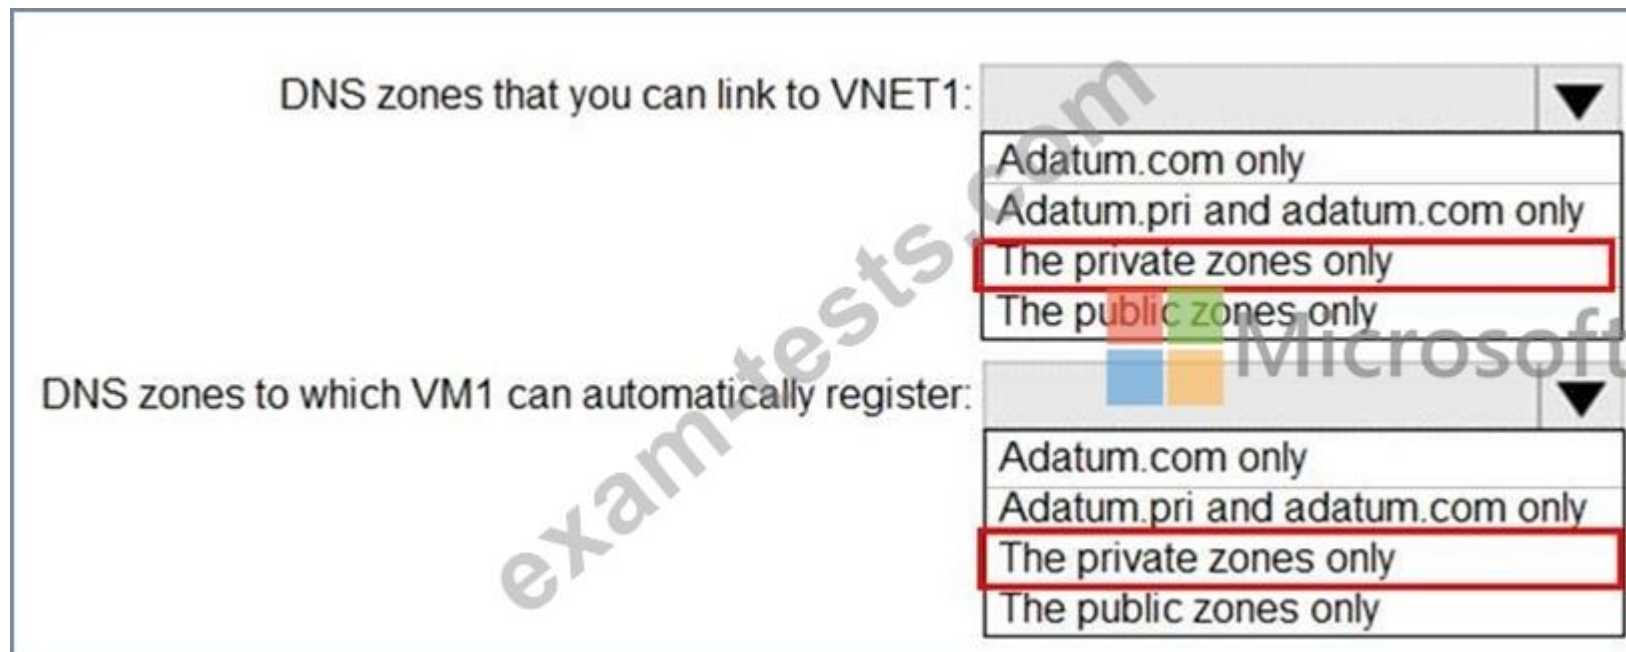 DNS zones that you can link to VNET1:
Adatum.com only
Adatum.pri and adatum.com only
The private zones only
The public zones only
Microsoft
DNS zones to which VM1 can automatically register:
Adatum.com only
Adatum.pri and adatum.com only
The private zones only
The public zones only
exam-tests.com